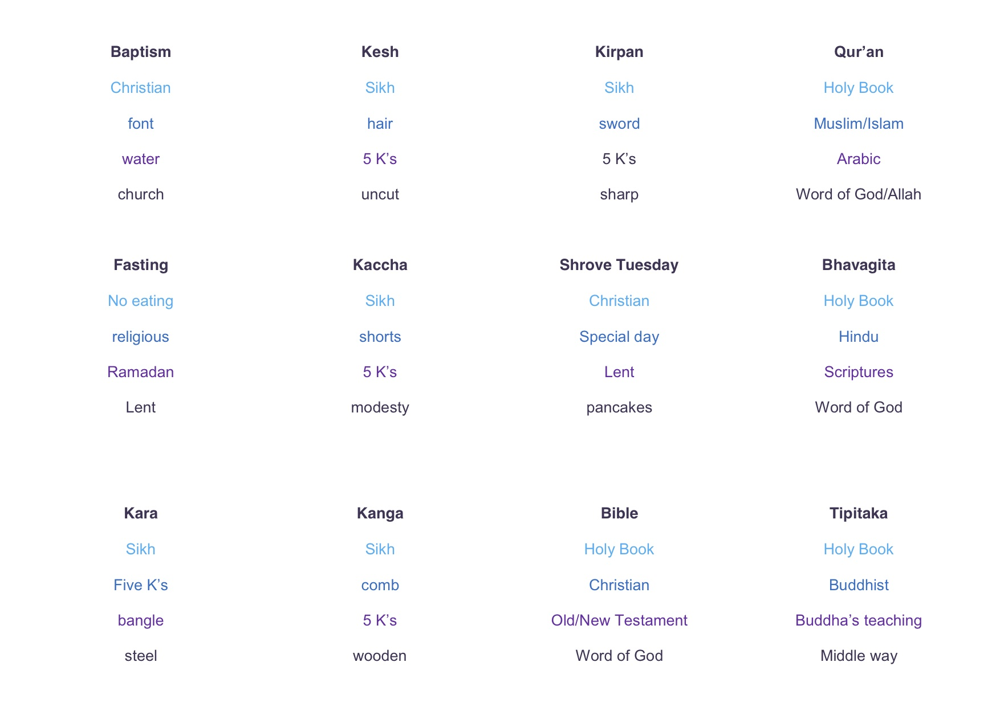 Baptism
Christian
font
water
church
Kesh
Sikh
hair
5 K’s
uncut
Kirpan
Sikh
sword
5 K’s
sharp
Qur’an
Holy Book
Muslim/Islam
Arabic
Word of God/Allah
Fasting
No eating
religious
Ramadan
Lent
Kaccha
Sikh
shorts
5 K’s
modesty
Shrove Tuesday
Christian
Special day
Lent
pancakes
Bhavagita
Holy Book
Hindu
Scriptures
Word of God
Kara
Sikh
Five K’s
bangle
steel
Kanga
Sikh
comb
5 K’s
wooden
Bible
Holy Book
Christian
Old/New Testament
Word of God
Tipitaka
Holy Book
Buddhist
Buddha’s teaching
Middle way